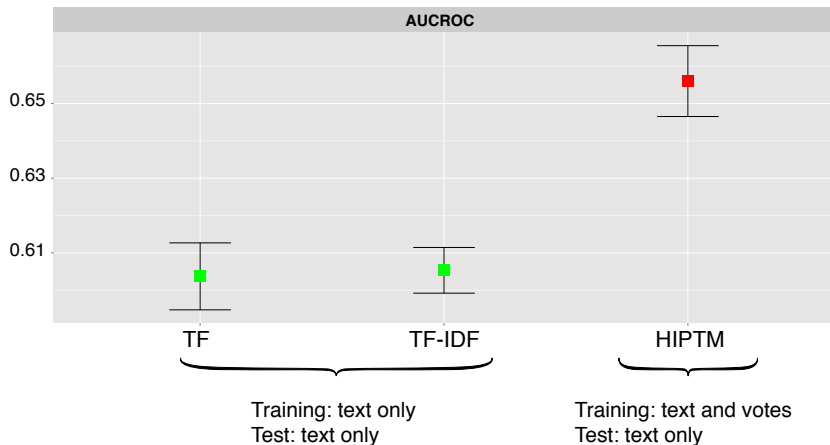 AUCROC
0.65
0.63
0.61
TF TF-IDF HIPTM
Training: text only
Test: text only
Training: text and votes
Test: text only